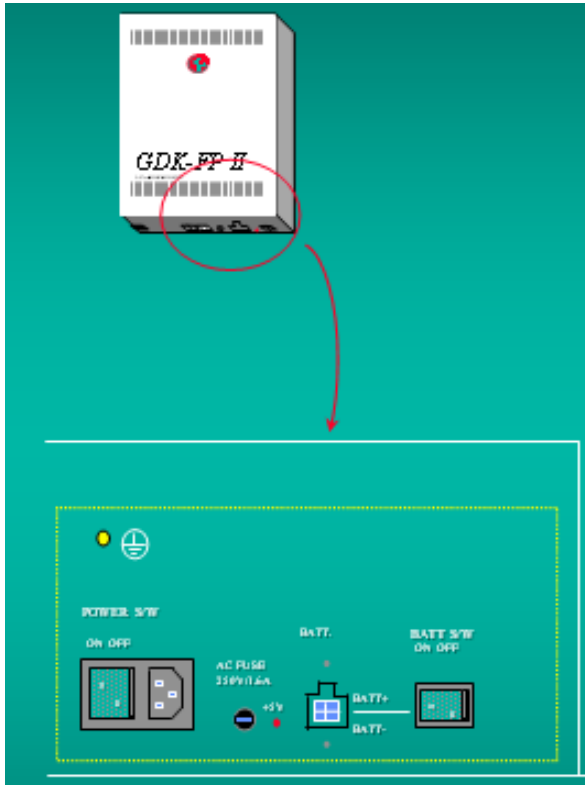 GDK-FP II
POWER S/W
ON OFF
BATT.
BATT S/W
ON OFF
AC FUSE
250V/1.6A
+5V
BATT+
BATT-